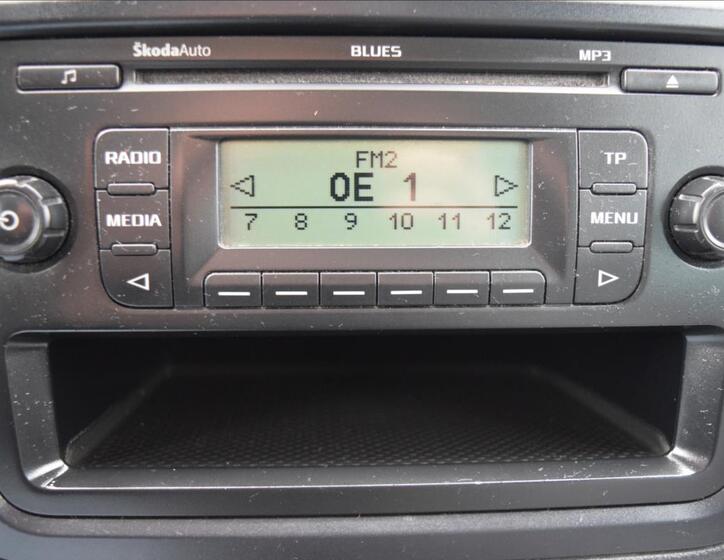 ŠkodaAuto BLUES MP3
RADIO TP
FM2
OE 1
MEDIA MENU
7 8 9 10 11 12